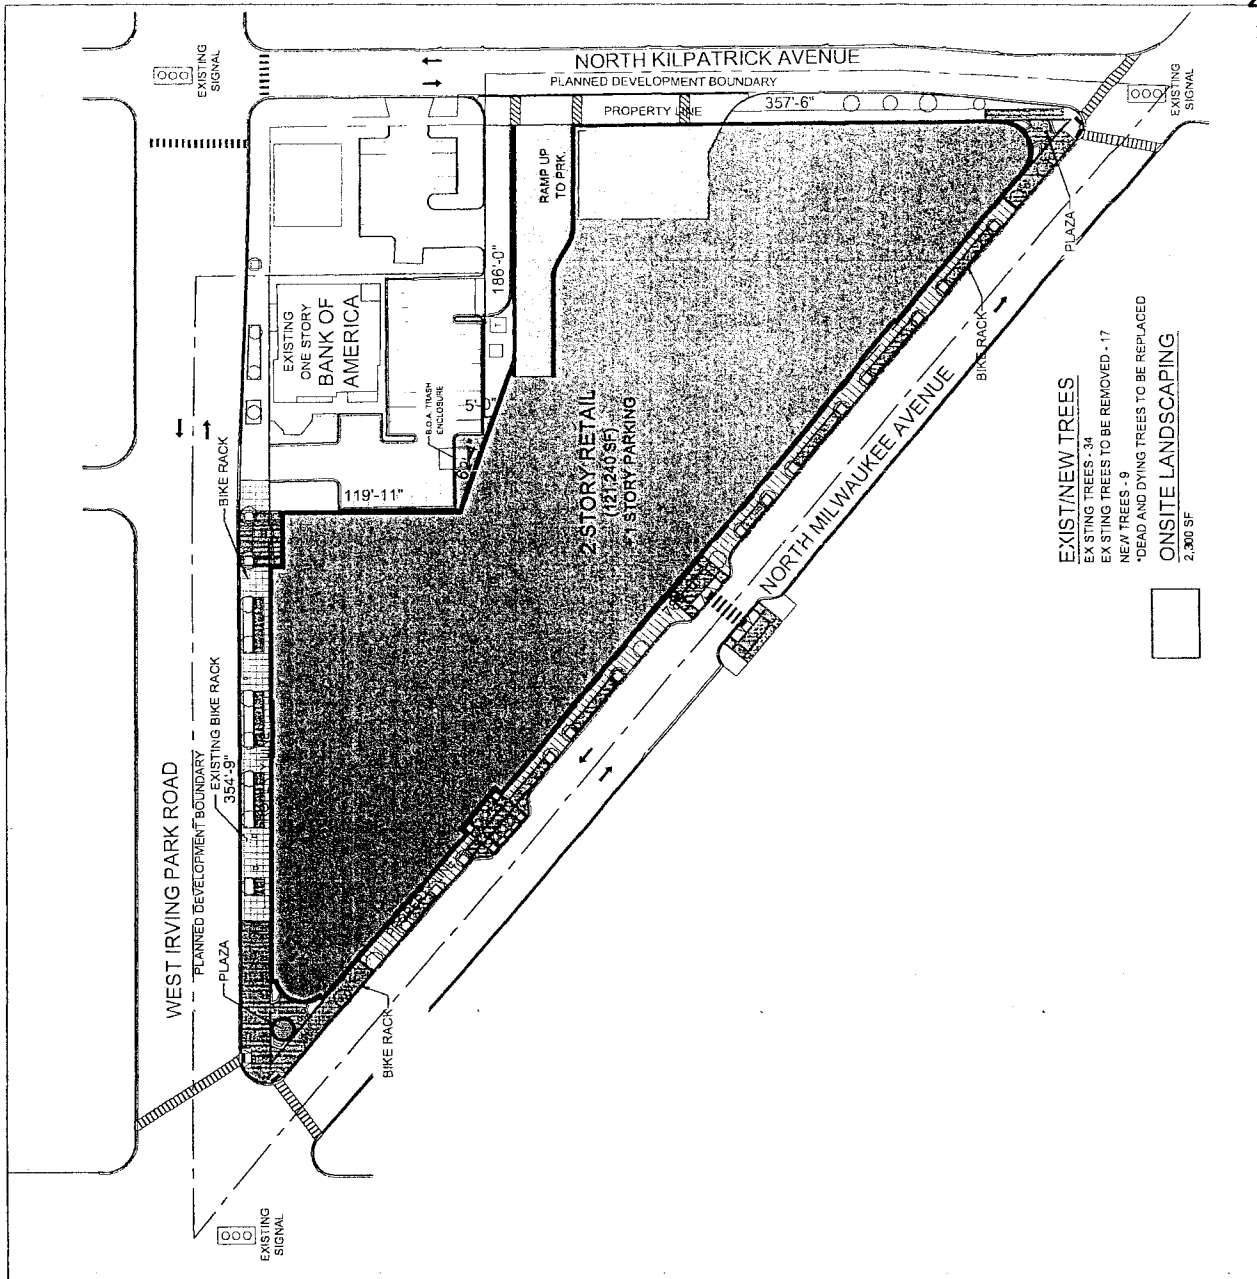 EXISTING
SIGNAL
NORTH KILPATRICK AVENUE
PLANNED DEVELOPMENT BOUNDARY
PROPERTY LINE
357'-6"
EXISTING
SIGNAL
RAMP UP
TO PRK.
PLAZA
186'-0"
EXISTING
ONE STORY
BANK OF
AMERICA
B.O.A. TRASH
ENCLOSURE
5'-0"
119'-11"
BIKE RACK
2 STORY RETAIL
(121,240 SF)
STORY PARKING
BIKE RACK
NORTH MILWAUKEE AVENUE
EXISTING BIKE RACK
354'-9"
WEST IRVING PARK ROAD
PLANNED DEVELOPMENT BOUNDARY
PLAZA
BIKE RACK
EXISTING
SIGNAL
EXIST/NEW TREES
EXISTING TREES - 34
EXISTING TREES TO BE REMOVED - 17
NEW TREES - 9
*DEAD AND DYING TREES TO BE REPLACED
ONSITE LANDSCAPING
2,300 SF